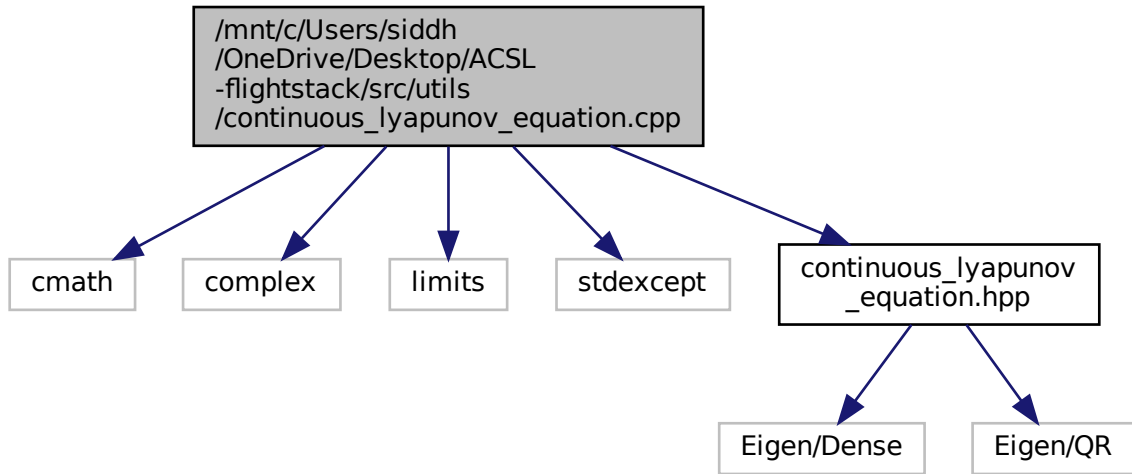 /mnt/c/Users/siddh
/OneDrive/Desktop/ACSL
-flightstack/src/utils
/continuous_lyapunov_equation.cpp
cmath
complex
limits
stdexcept
continuous_lyapunov
_equation.hpp
Eigen/Dense
Eigen/QR